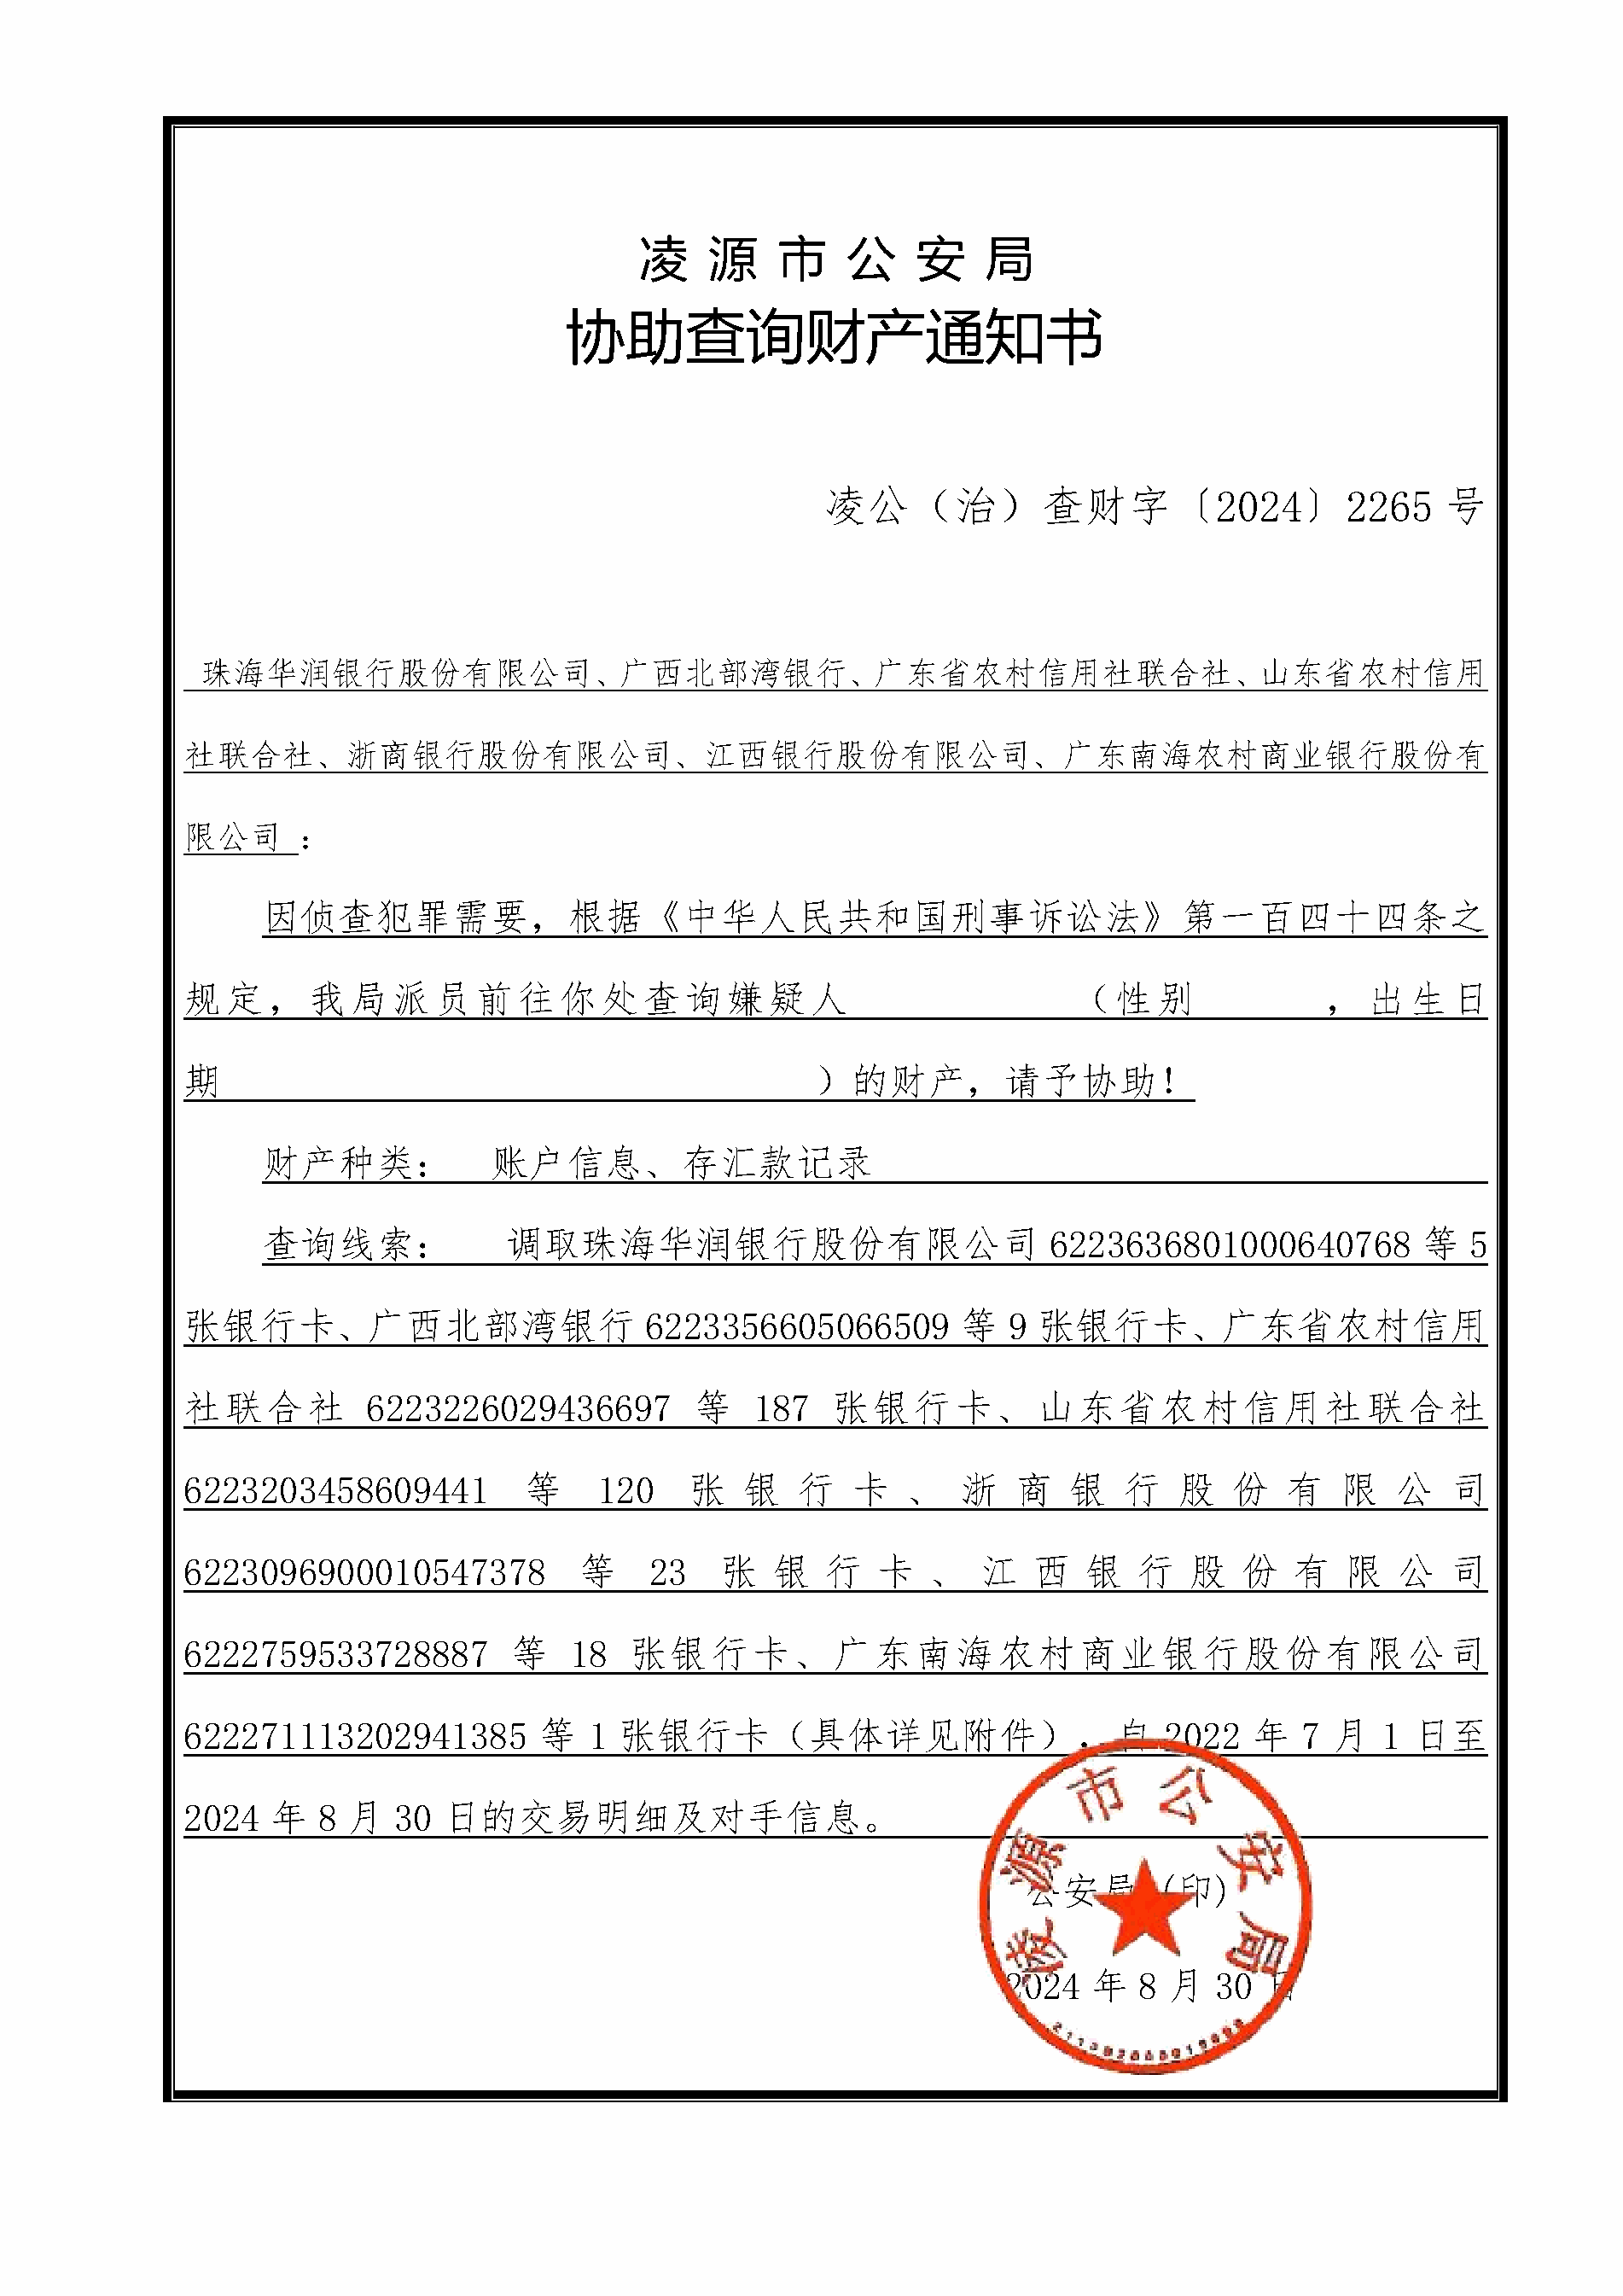 凌源市公安局
协助查询财产通知书
凌公（治）查财字〔2024〕2265 号
珠海华润银行股份有限公司、广西北部湾银行、广东省农村信用社联合社、山东省农村信用
社联合社、浙商银行股份有限公司、江西银行股份有限公司、广东南海农村商业银行股份有
限公司 ：
因侦查犯罪需要，根据《中华人民共和国刑事诉讼法》第一百四十四条之
规定，我局派员前往你处查询嫌疑人 （性别 ，出生日
期 ）的财产，请予协助！
财产种类： 账户信息、存汇款记录
查询线索： 调取珠海华润银行股份有限公司 6223636801000640768 等 5
张银行卡、广西北部湾银行 6223356605066509 等 9 张银行卡、广东省农村信用
社联合社 6223226029436697 等 187 张银行卡、山东省农村信用社联合社
6223203458609441 等 120 张银行卡、浙商银行股份有限公司
6223096900010547378 等 23 张银行卡、江西银行股份有限公司
6222759533728887 等 18 张银行卡、广东南海农村商业银行股份有限公司
622271113202941385 等 1 张银行卡（具体详见附件），自 2022 年 7 月 1 日至
2024 年 8 月 30 日的交易明细及对手信息。
凌源市公安局
公安局（印）
2024 年 8 月 30 日